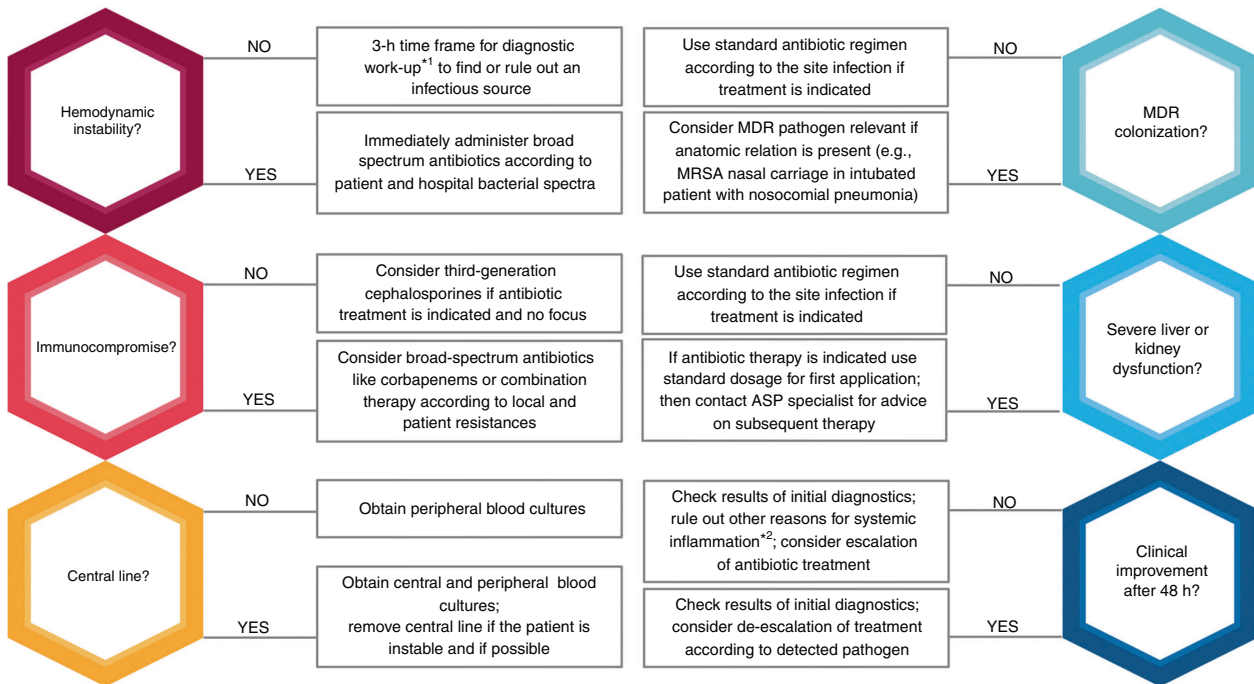 Hemodynamic
instability?
NO
3-h time frame for diagnostic
work-up*1 to find or rule out an
infectious source
YES
Immediately administer broad
spectrum antibiotics according to
patient and hospital bacterial spectra
Immunocompromise?
NO
Consider third-generation
cephalosporines if antibiotic
treatment is indicated and no focus
YES
Consider broad-spectrum antibiotics
like corbapenems or combination
therapy according to local and
patient resistances
Central line?
NO
Obtain peripheral blood cultures
YES
Obtain central and peripheral blood
cultures;
remove central line if the patient is
instable and if possible
MDR
colonization?
NO
Use standard antibiotic regimen
according to the site infection if
treatment is indicated
YES
Consider MDR pathogen relevant if
anatomic relation is present (e.g.,
MRSA nasal carriage in intubated
patient with nosocomial pneumonia)
Severe liver or
kidney
dysfunction?
NO
Use standard antibiotic regimen
according to the site infection if
treatment is indicated
YES
If antibiotic therapy is indicated use
standard dosage for first application;
then contact ASP specialist for advice
on subsequent therapy
Clinical
improvement
after 48 h?
NO
Check results of initial diagnostics;
rule out other reasons for systemic
inflammation*2; consider escalation
of antibiotic treatment
YES
Check results of initial diagnostics;
consider de-escalation of treatment
according to detected pathogen